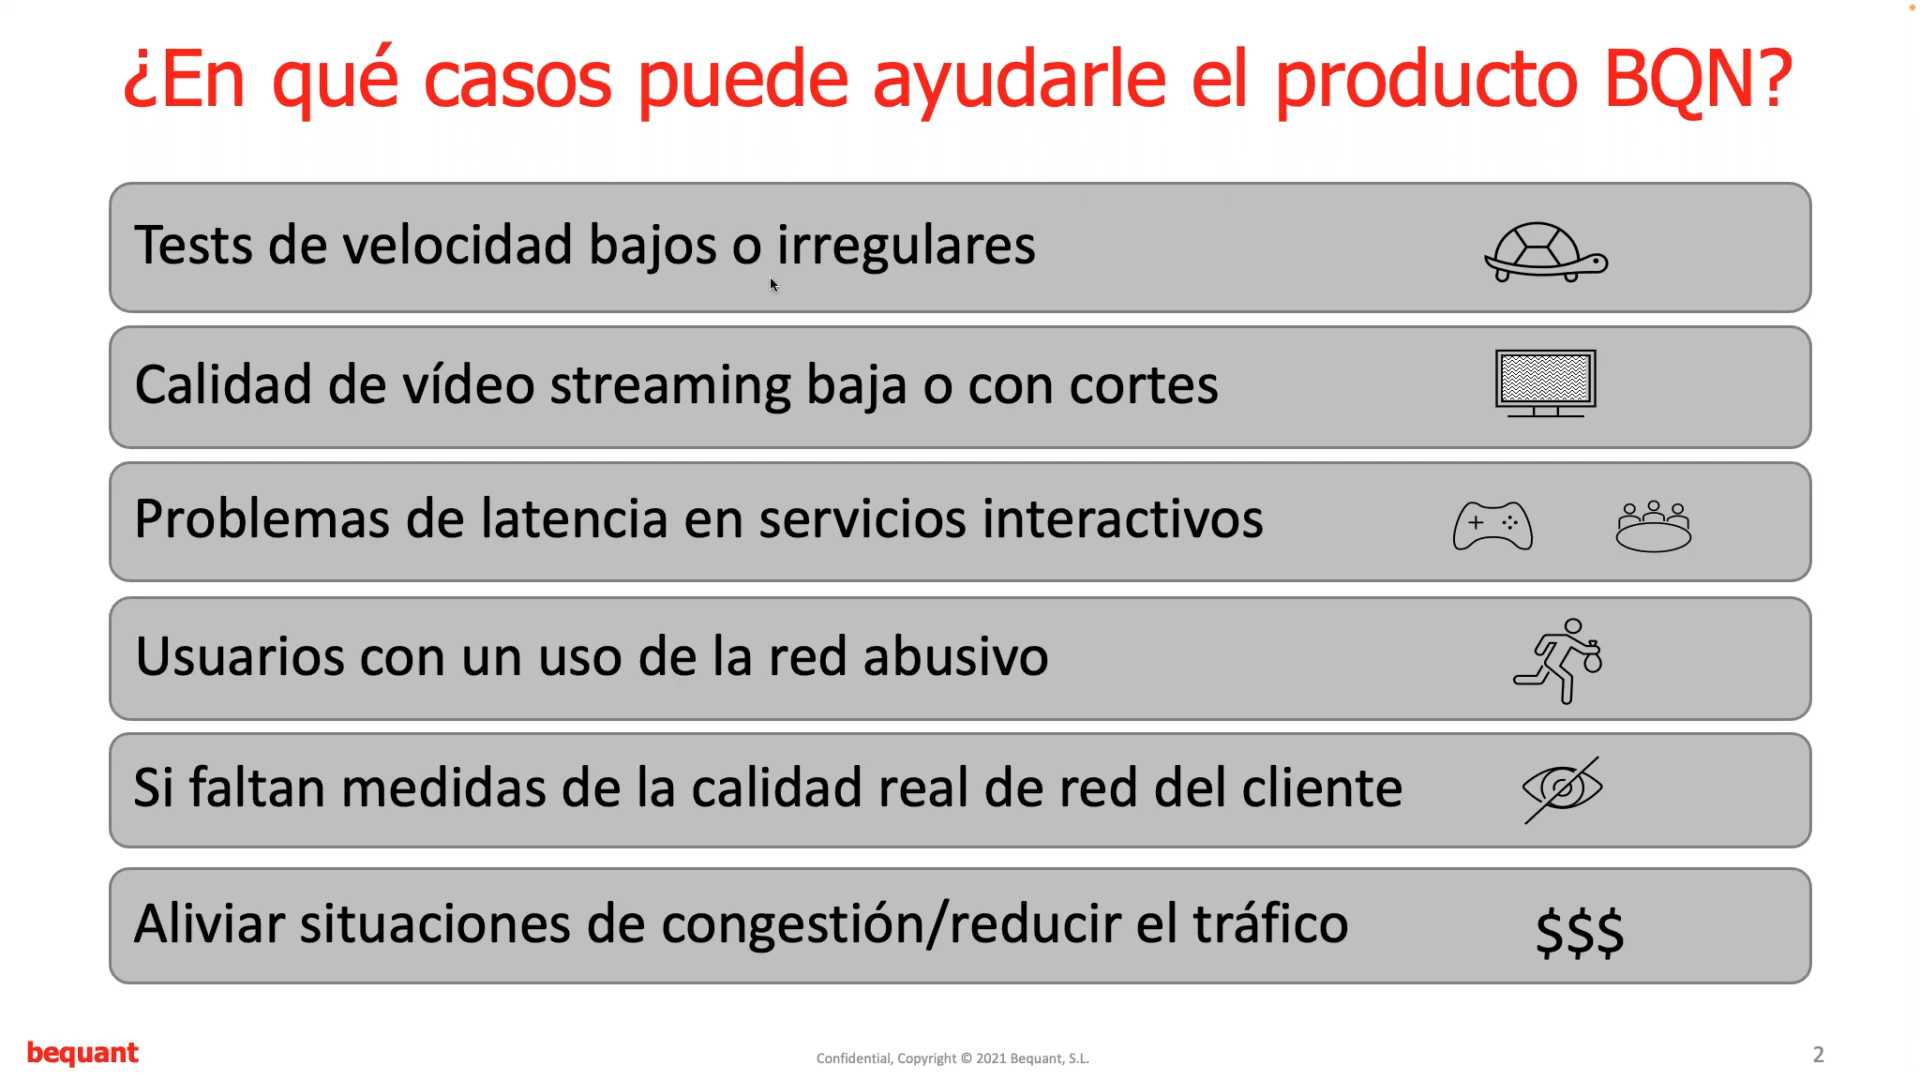 ¿En qué casos puede ayudarle el producto BQN?
Tests de velocidad bajos o irregulares
Calidad de vídeo streaming baja o con cortes
Problemas de latencia en servicios interactivos
Usuarios con un uso de la red abusivo
Si faltan medidas de la calidad real de red del cliente
Aliviar situaciones de congestión/reducir el tráfico
$$$
bequant
Confidential, Copyright © 2021 Bequant, S.L.
2